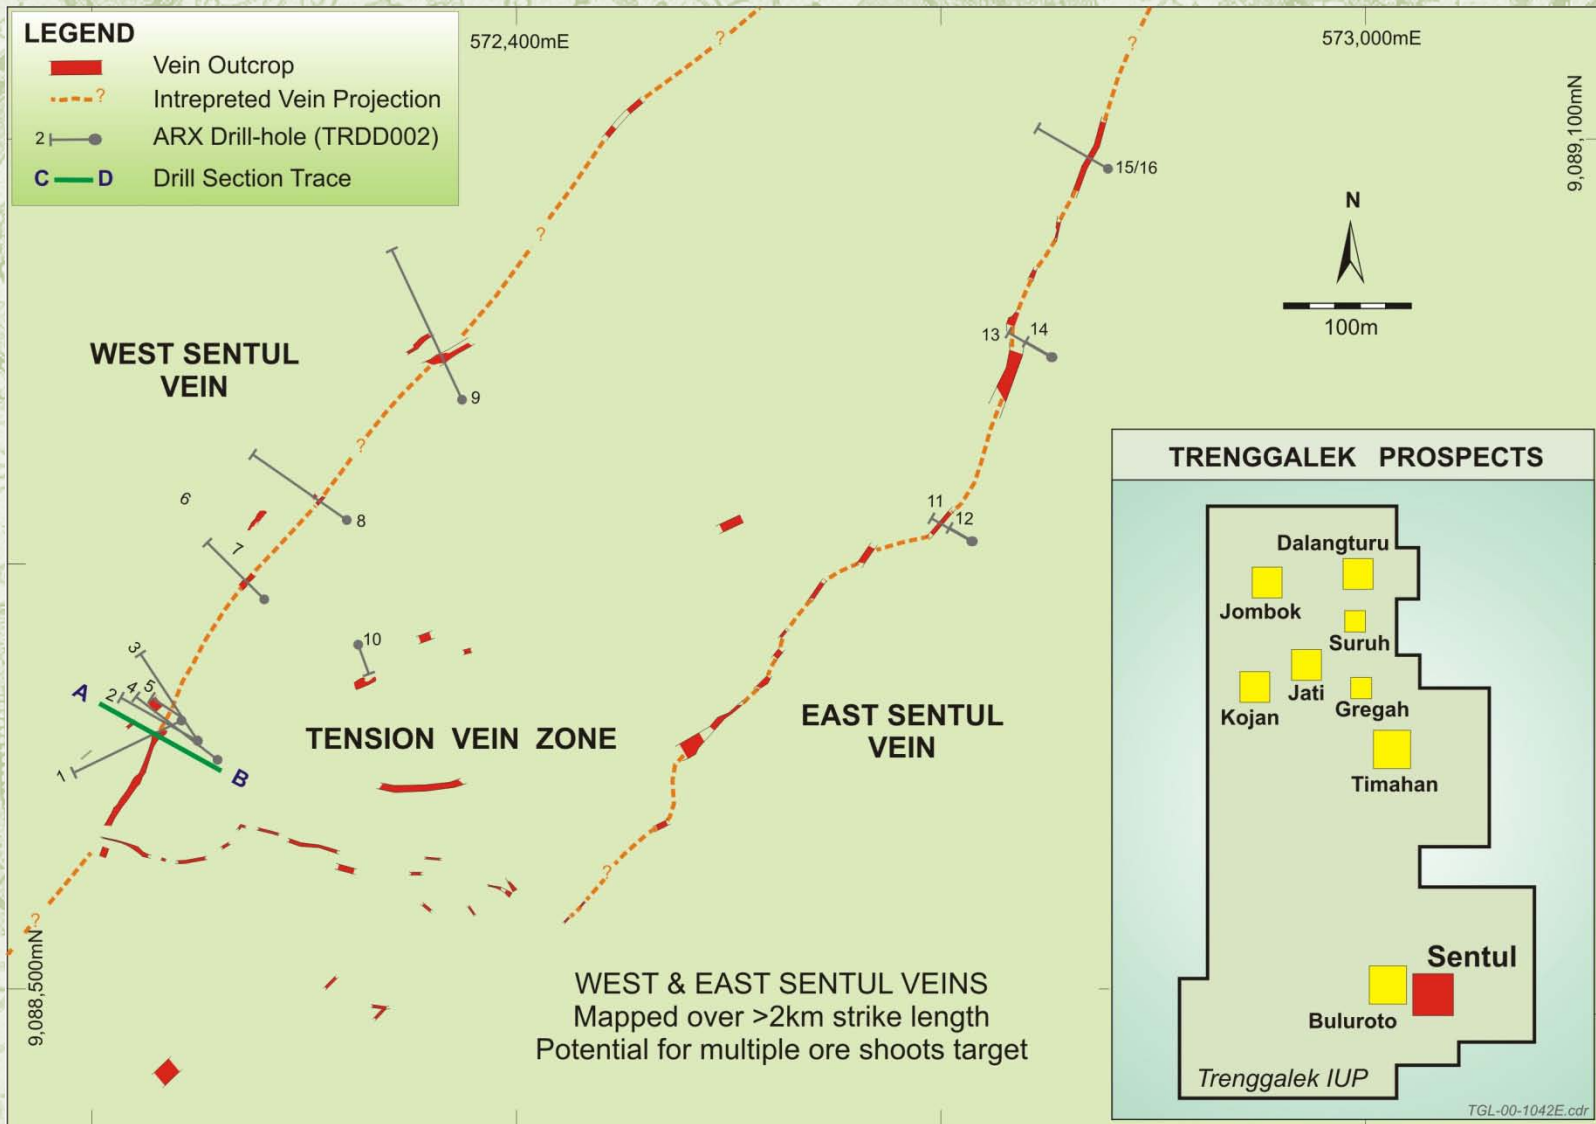 LEGEND
Vein Outcrop
? Intrepreted Vein Projection
2 ARX Drill-hole (TRDD002)
C D Drill Section Trace
572,400mE
573,000mE
9,089,100mN
9,088,500mN
?
?
?
?
?
?
15/16
N
100m
13
14
WEST SENTUL
VEIN
9
6
8
7
11
12
3
10
A
2
4
5
1
B
TENSION VEIN ZONE
EAST SENTUL
VEIN
WEST & EAST SENTUL VEINS
Mapped over >2km strike length
Potential for multiple ore shoots target
TRENGGALEK PROSPECTS
Dalangturu
Jombok
Suruh
Jati
Kojan
Gregah
Timahan
Sentul
Buluroto
Trenggalek IUP
TGL-00-1042E.cdr